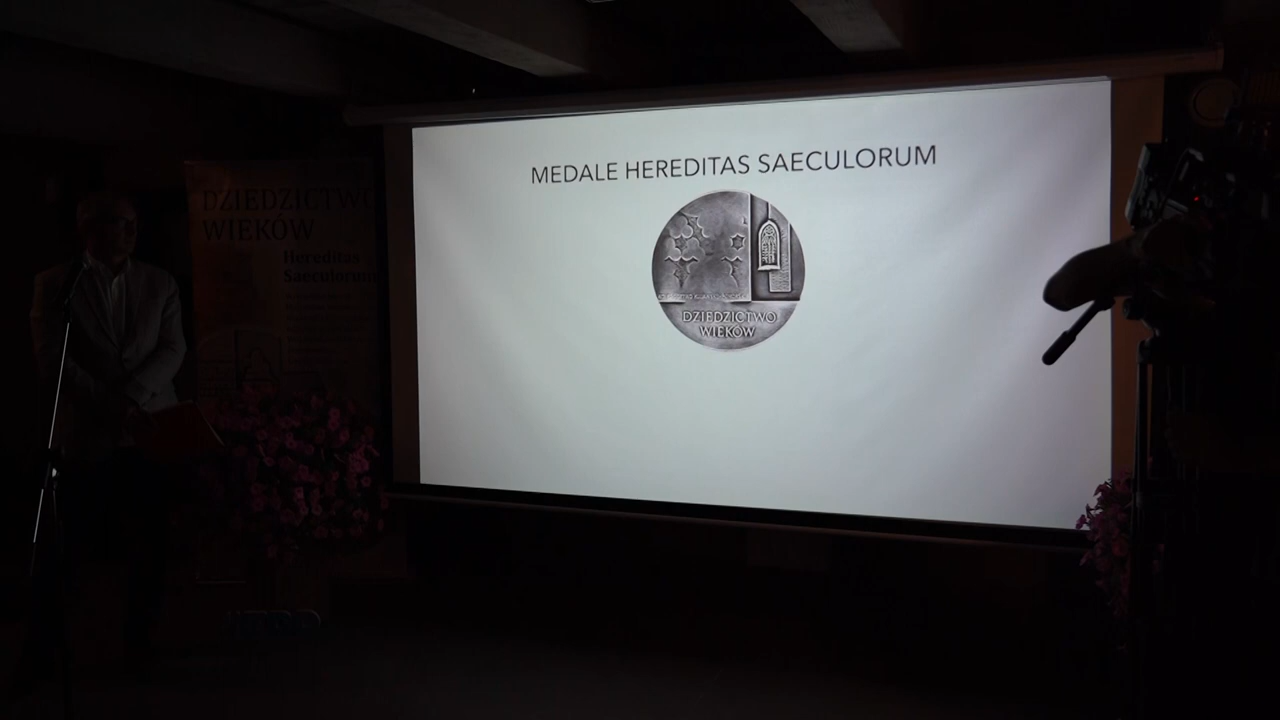 MEDALE HEREDITAS SAECULORUM
DZIEDZICTWO
WIEKÓW
DZIEDZICTWO
WIEKÓW
Hereditas
Saeculorum